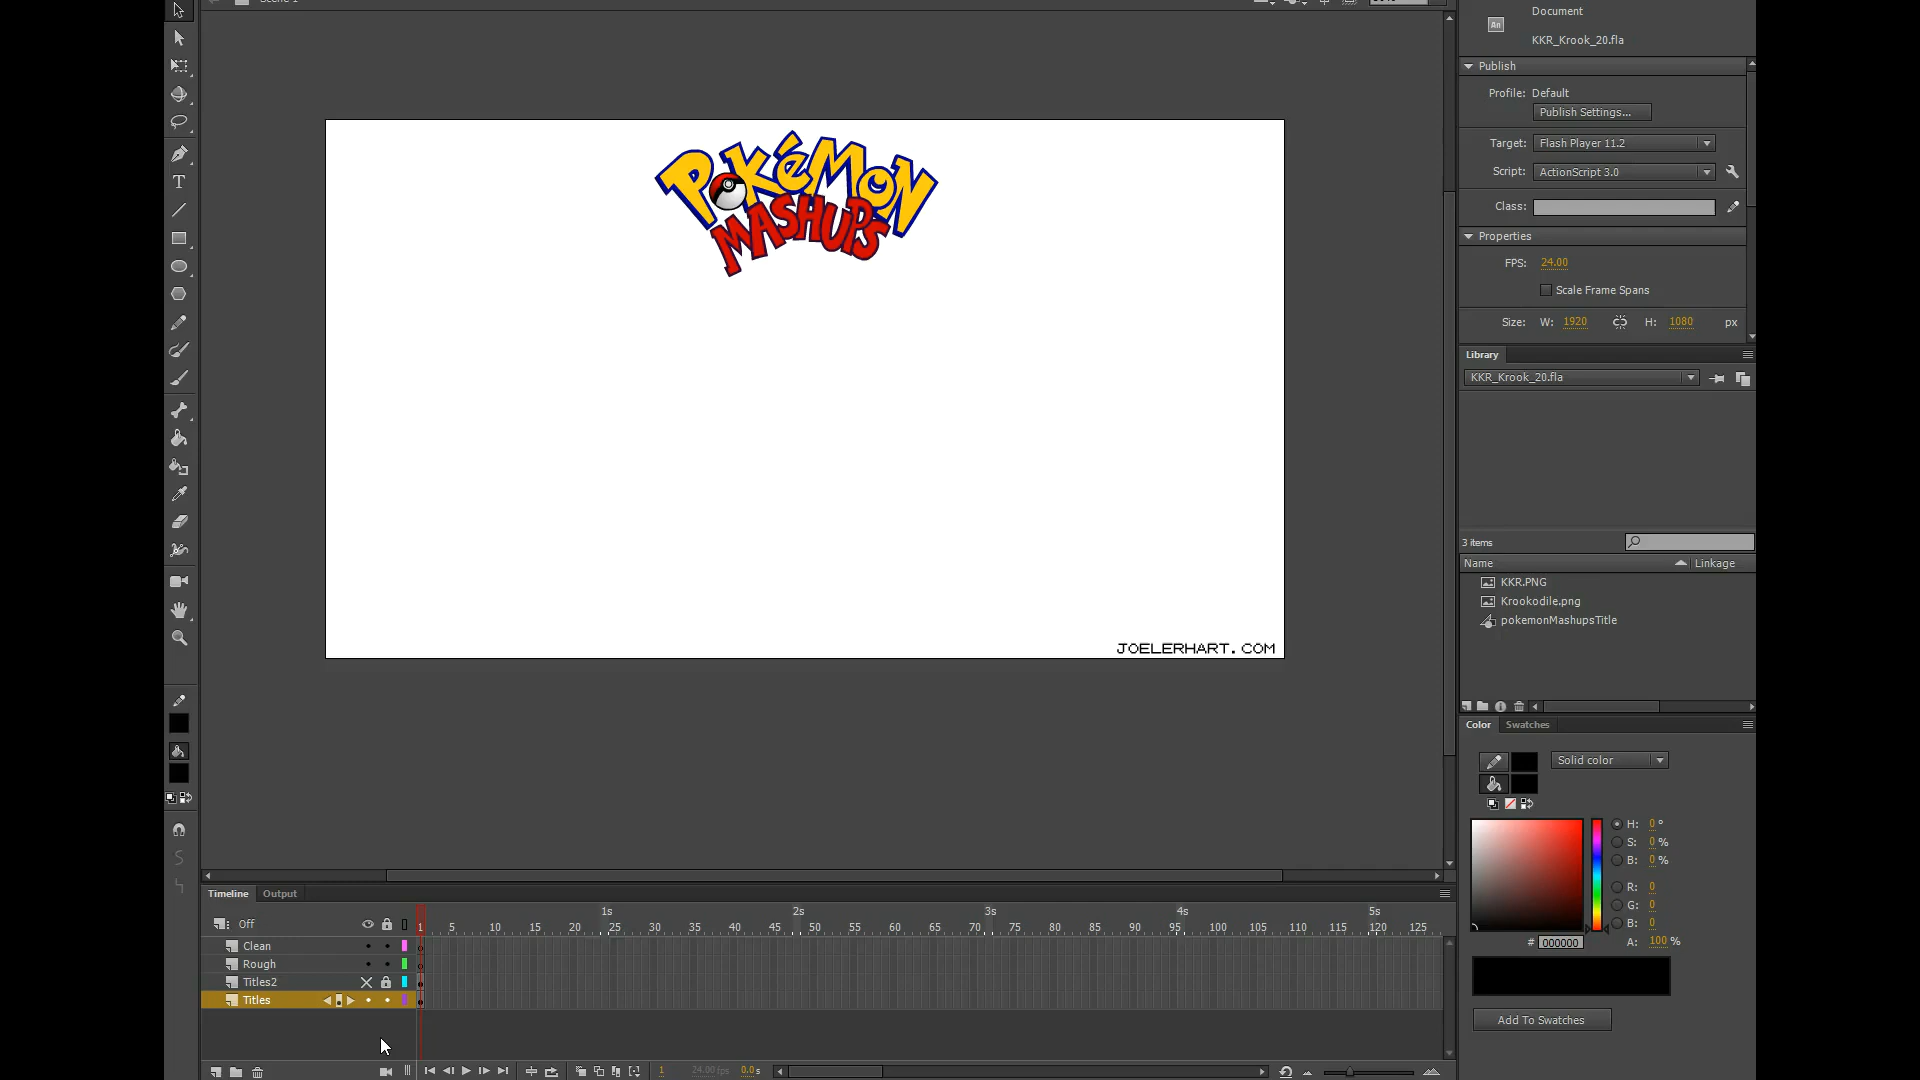 Document
KKR_Krook_20.fla
Publish
Profile: Default
Publish Settings...
Target: Flash Player 11.2
Script: ActionScript 3.0
Class:
Properties
FPS: 24.00
Scale Frame Spans
Size: W: 1920 H: 1080 px
Library
KKR_Krook_20.fla
3 items
Name Linkage
KKR.PNG
Krookodile.png
pokemonMashupsTitle
Color Swatches
Solid color
H: 0 °
S: 0 %
B: 0 %
R: 0
G: 0
B: 0
# 000000 A: 100 %
Add To Swatches
An
T
Pokémon
MASHUPS
JOELERHART.COM
Timeline Output
Off
1s 2s 3s 4s 5s
1 5 10 15 20 25 30 35 40 45 50 55 60 65 70 75 80 85 90 95 100 105 110 115 120 125
Clean
Rough
Titles2
Titles
1 24.00 fps 0.0 s